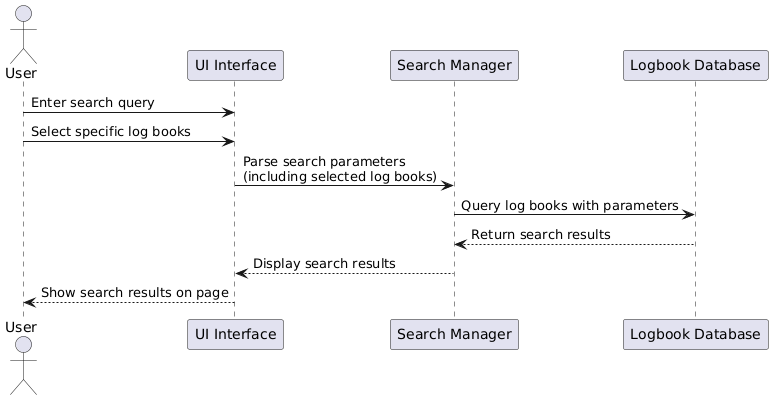 User
UI Interface
Search Manager
Logbook Database
Enter search query
Select specific log books
Parse search parameters
(including selected log books)
Query log books with parameters
Return search results
Display search results
Show search results on page
User
UI Interface
Search Manager
Logbook Database